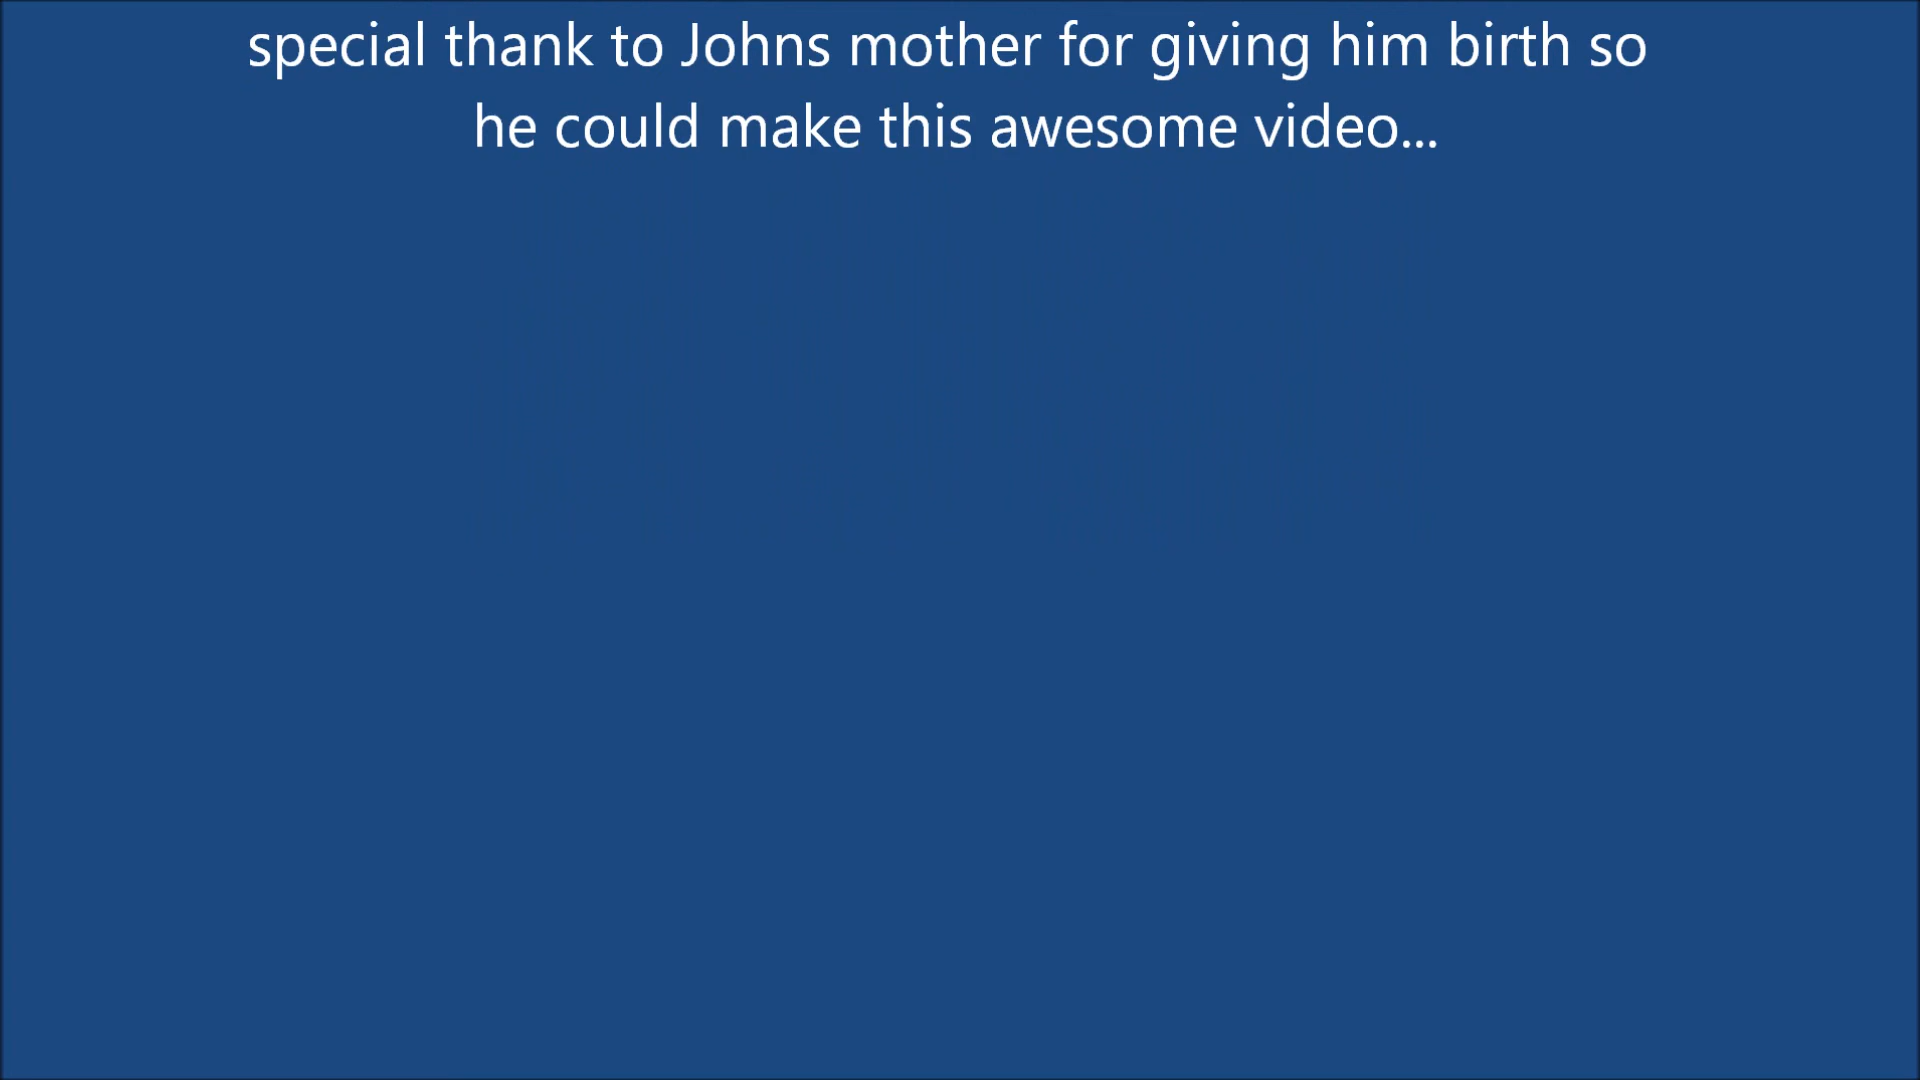 special thank to Johns mother for giving him birth so
he could make this awesome video...